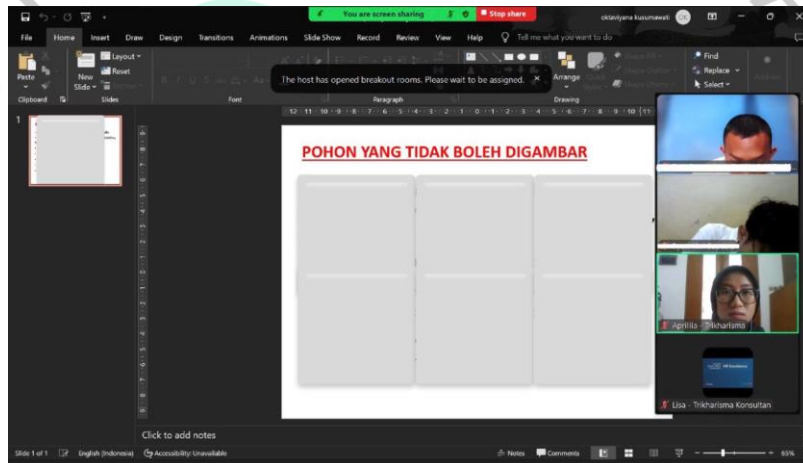 You are screen sharing
Stop share
oktaviyana kusumawati
OK
File Home Insert Draw Design Transitions Animations Slide Show Record Review View Help Tell me what you want to do
Paste
New
Slide
Layout
Reset
Arrange
Find
Replace
Select
The host has opened breakout rooms. Please wait to be assigned.
Clipboard Slides Font Paragraph Drawing
1
POHON YANG TIDAK BOLEH DIGAMBAR
Aprillia - Trikharisma
Lisa - Trikharisma Konsultan
Click to add notes
Slide 1 of 1 English (Indonesia) Accessibility: Unavailable Notes Comments 65%